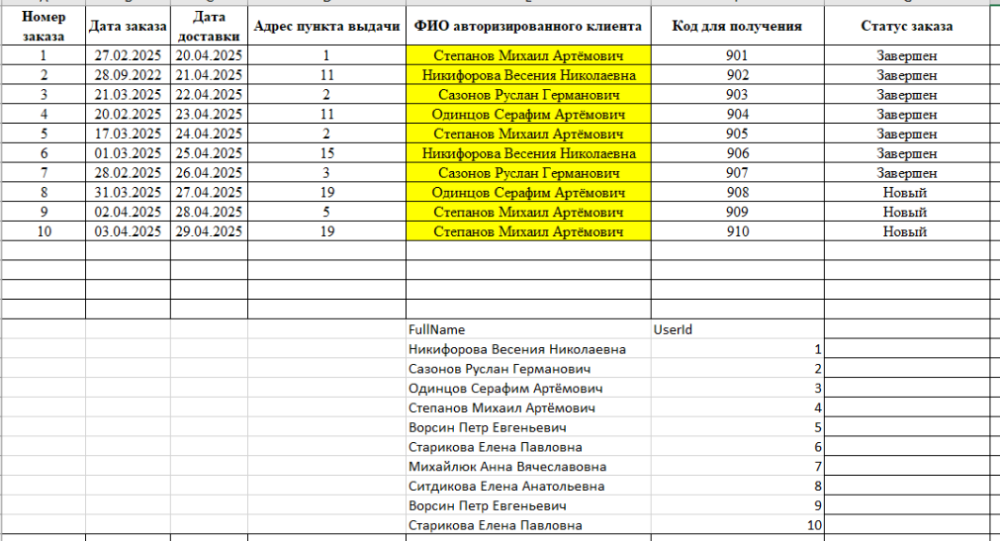 Номер заказа Дата заказа Дата доставки Адрес пункта выдачи ФИО авторизированного клиента Код для получения Статус заказа
1 27.02.2025 20.04.2025 1 Степанов Михаил Артёмович 901 Завершен
2 28.09.2022 21.04.2025 11 Никифорова Весения Николаевна 902 Завершен
3 21.03.2025 22.04.2025 2 Сазонов Руслан Германович 903 Завершен
4 20.02.2025 23.04.2025 11 Одинцов Серафим Артёмович 904 Завершен
5 17.03.2025 24.04.2025 2 Степанов Михаил Артёмович 905 Завершен
6 01.03.2025 25.04.2025 15 Никифорова Весения Николаевна 906 Завершен
7 28.02.2025 26.04.2025 3 Сазонов Руслан Германович 907 Завершен
8 31.03.2025 27.04.2025 19 Одинцов Серафим Артёмович 908 Новый
9 02.04.2025 28.04.2025 5 Степанов Михаил Артёмович 909 Новый
10 03.04.2025 29.04.2025 19 Степанов Михаил Артёмович 910 Новый
FullName UserId
Никифорова Весения Николаевна 1
Сазонов Руслан Германович 2
Одинцов Серафим Артёмович 3
Степанов Михаил Артёмович 4
Ворсин Петр Евгеньевич 5
Старикова Елена Павловна 6
Михайлюк Анна Вячеславовна 7
Ситдикова Елена Анатольевна 8
Ворсин Петр Евгеньевич 9
Старикова Елена Павловна 10